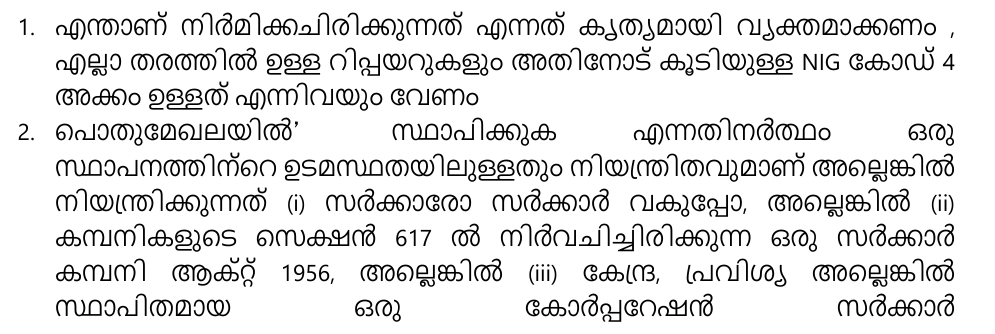 1. എന്താണ് നിർമിക്കചിരിക്കുന്നത് എന്നത് കൃത്യമായി വ്യക്തമാക്കണം ,
എല്ലാ തരത്തിൽ ഉള്ള റിപ്പയറുകളും അതിനോട് കൂടിയുള്ള NIG കോഡ് 4
അക്കം ഉള്ളത് എന്നിവയും വേണം
2. പൊതുമേഖലയിൽ’ സ്ഥാപിക്കുക എന്നതിനർത്ഥം ഒരു
സ്ഥാപനത്തിന്റെ ഉടമസ്ഥതയിലുള്ളതും നിയന്ത്രിതവുമാണ് അല്ലെങ്കിൽ
നിയന്ത്രിക്കുന്നത് (i) സർക്കാരോ സർക്കാർ വകുപ്പോ, അല്ലെങ്കിൽ (ii)
കമ്പനികളുടെ സെക്ഷൻ 617 ൽ നിർവചിച്ചിരിക്കുന്ന ഒരു സർക്കാർ
കമ്പനി ആക്റ്റ് 1956, അല്ലെങ്കിൽ (iii) കേന്ദ്ര, പ്രവിശ്യ അല്ലെങ്കിൽ
സ്ഥാപിതമായ ഒരു കോർപ്പറേഷൻ സർക്കാർ